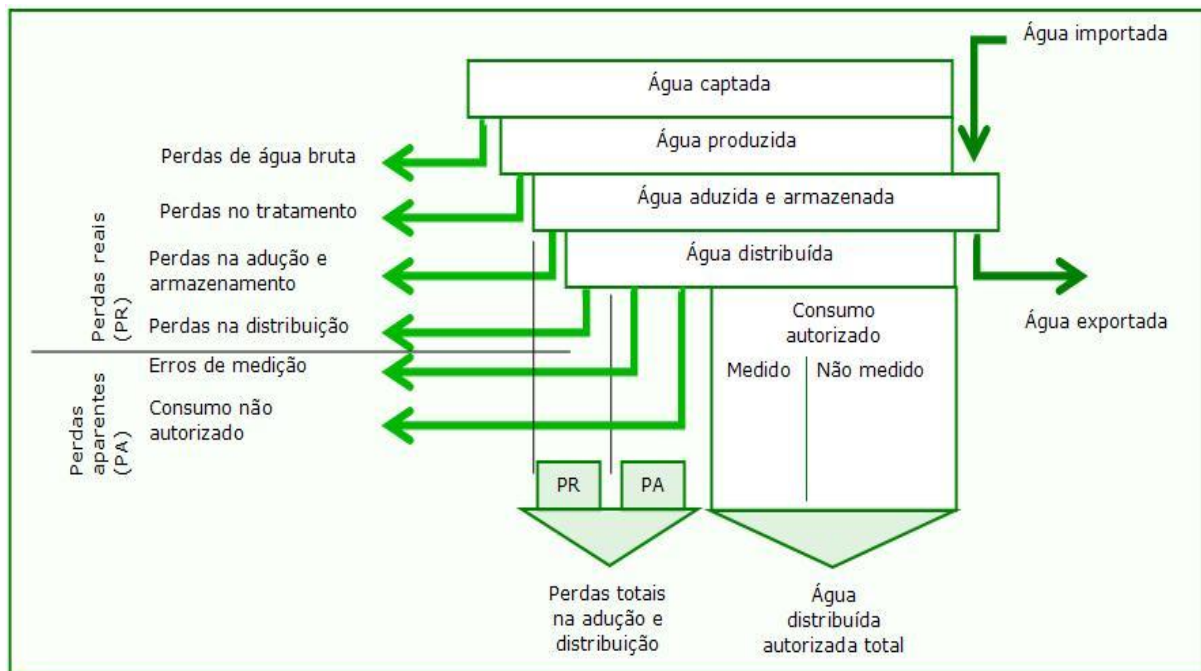 Água importada
Água captada
Água produzida
Perdas de água bruta
Água aduzida e armazenada
Perdas no tratamento
Perdas reais
(PR)
Água distribuída
Perdas na adução e
armazenamento
Água exportada
Perdas na distribuição
Consumo
autorizado
Medido
Não medido
Perdas
aparentes
(PA)
Erros de medição
Consumo não
autorizado
PR
PA
Perdas totais
na adução e
distribuição
Água
distribuída
autorizada total